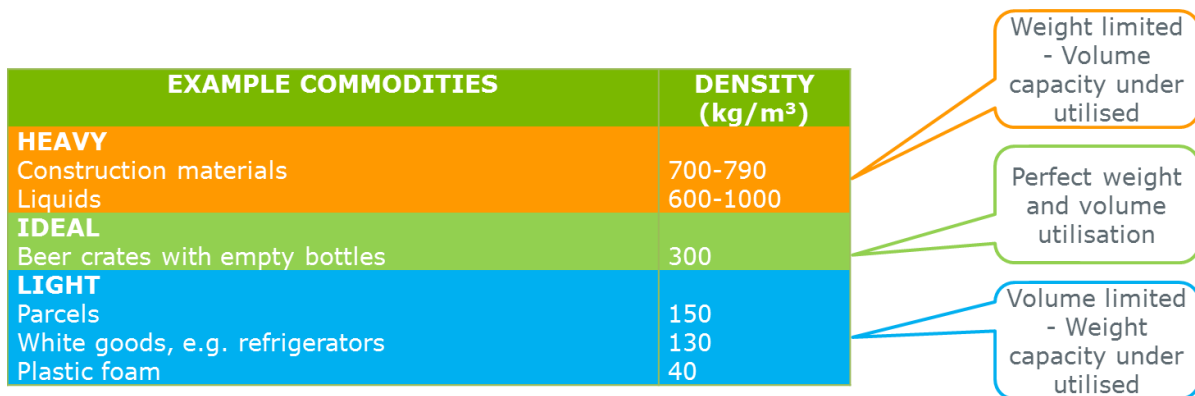 EXAMPLE COMMODITIES
DENSITY
(kg/m³)
HEAVY
Construction materials 700-790
Liquids 600-1000
IDEAL
Beer crates with empty bottles 300
LIGHT
Parcels 150
White goods, e.g. refrigerators 130
Plastic foam 40
Weight limited
- Volume
capacity under
utilised
Perfect weight
and volume
utilisation
Volume limited
- Weight
capacity under
utilised